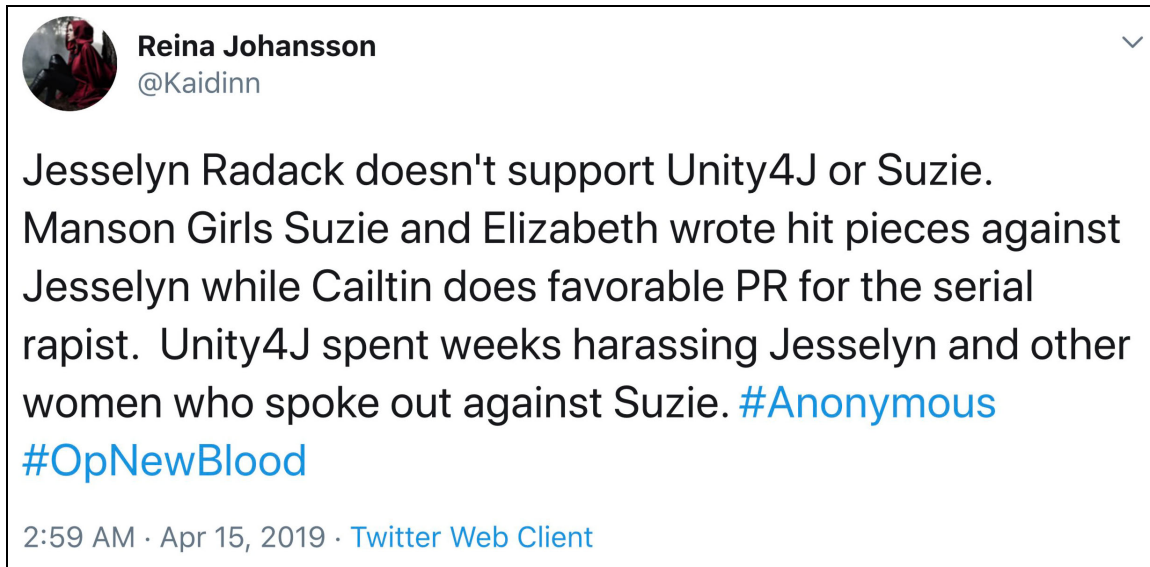 Reina Johansson
@Kaidinn
Jesselyn Radack doesn't support Unity4J or Suzie.
Manson Girls Suzie and Elizabeth wrote hit pieces against
Jesselyn while Cailtin does favorable PR for the serial
rapist.  Unity4J spent weeks harassing Jesselyn and other
women who spoke out against Suzie. #Anonymous
#OpNewBlood
2:59 AM · Apr 15, 2019 · Twitter Web Client